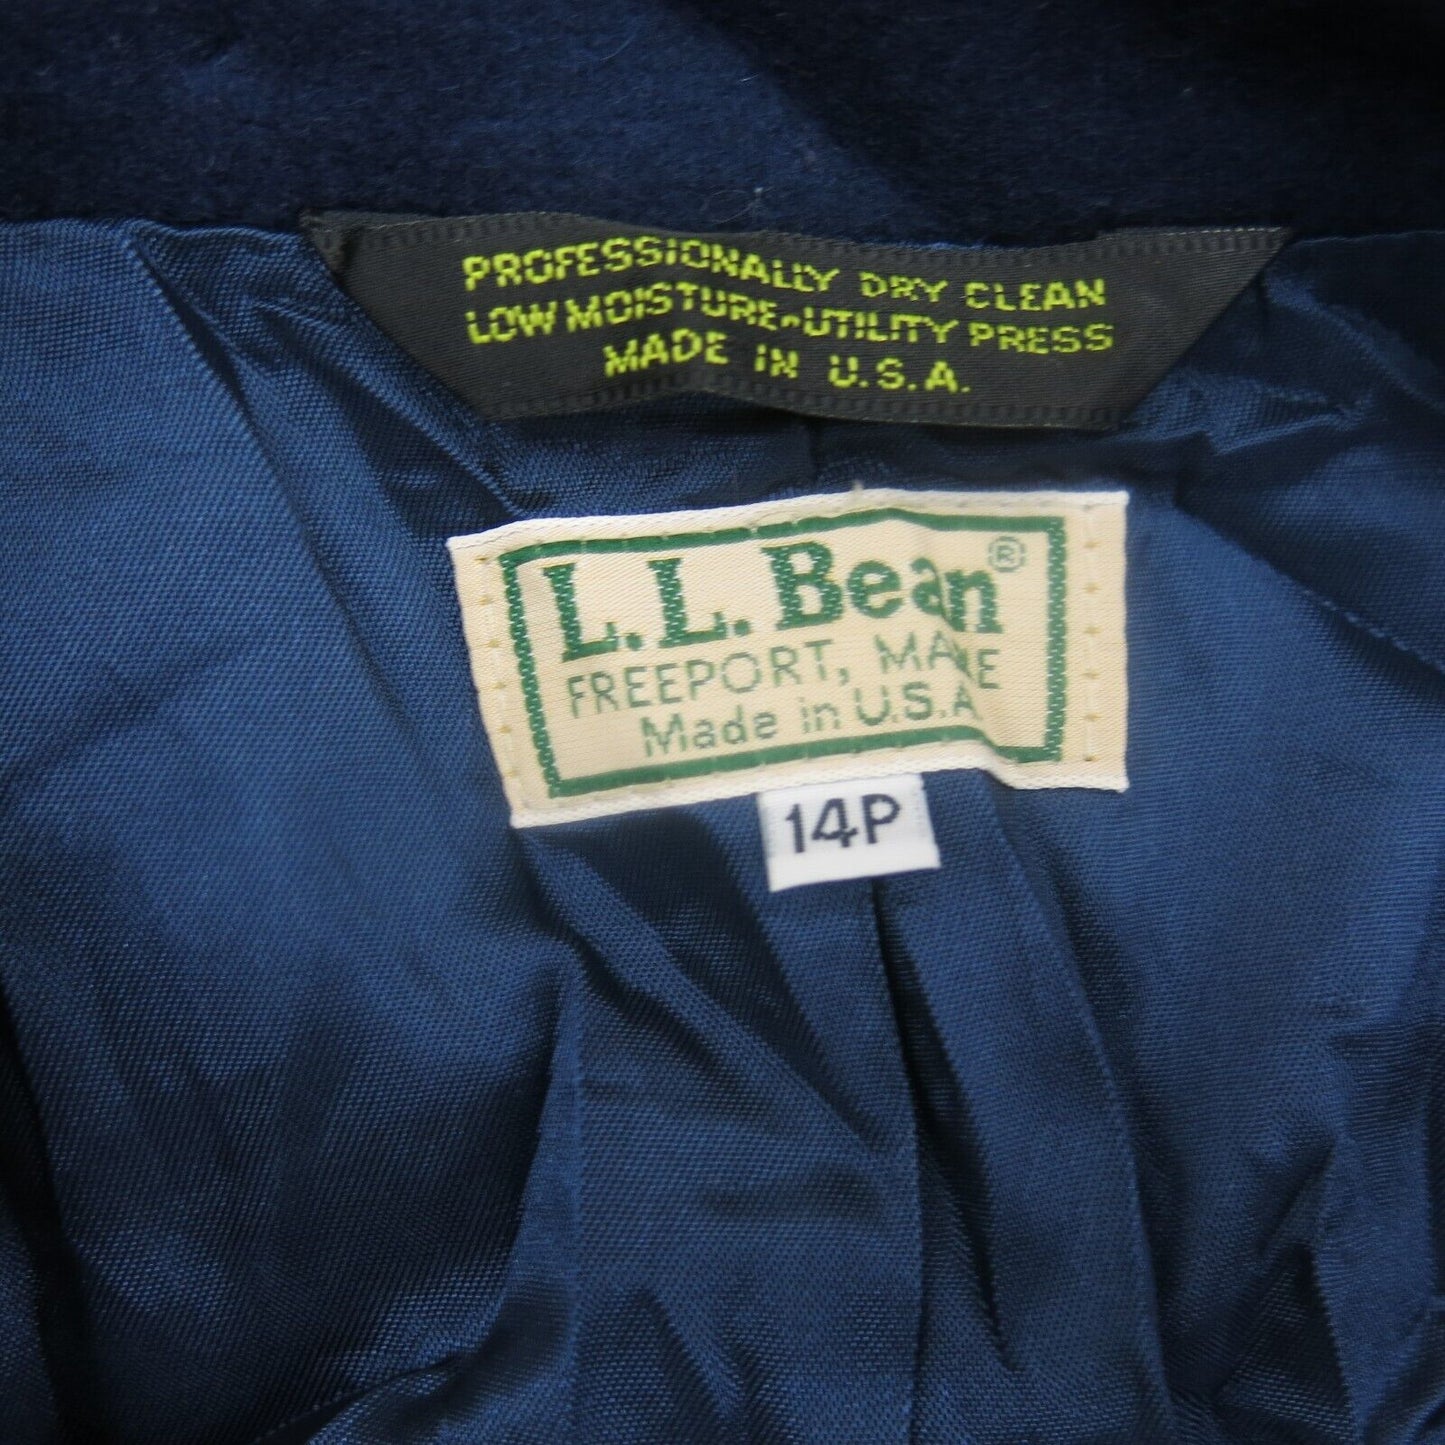 PROFESSIONALLY DRY CLEAN
LOW MOISTURE-UTILITY PRESS
MADE IN U.S.A.
L.L.Bean®
FREEPORT, MAINE
Made in U.S.A.
14P